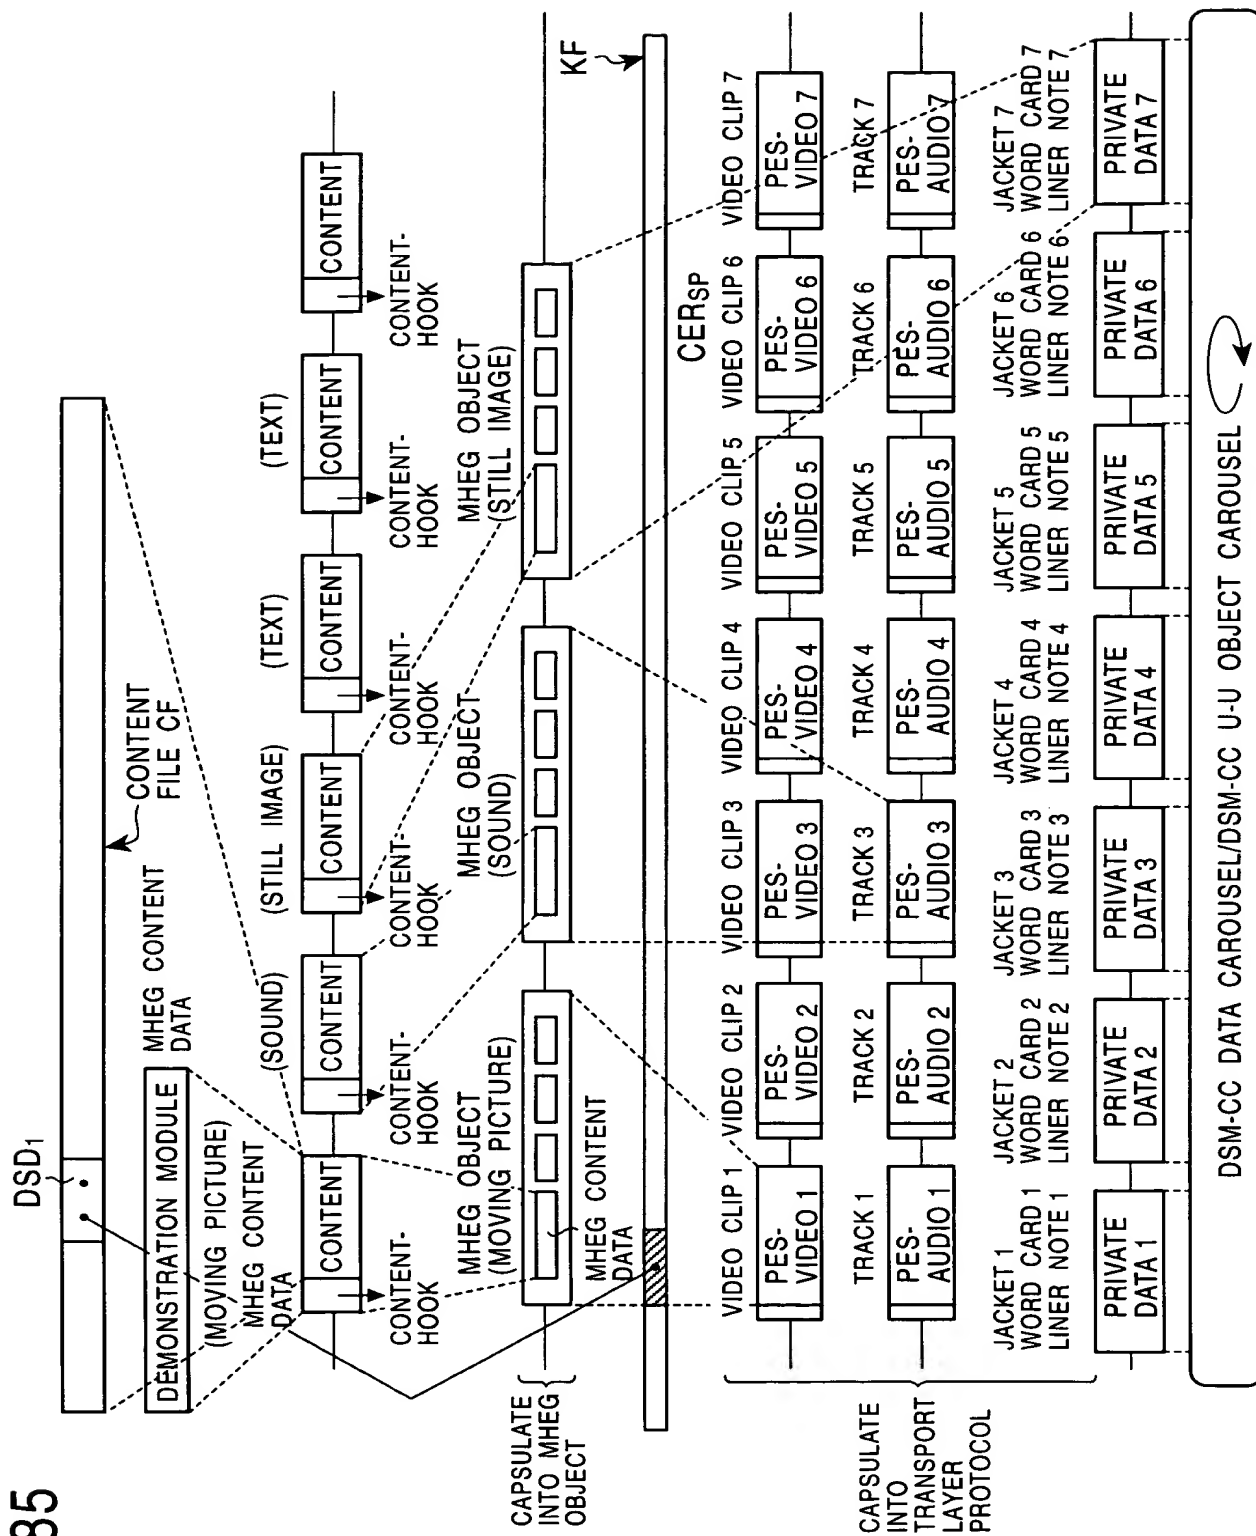 85
DSD1
CONTENT
FILE CF
DEMONSTRATION MODULE
MHEG CONTENT
DATA
(MOVING PICTURE)
MHEG CONTENT
DATA
(SOUND)
(STILL IMAGE)
(TEXT)
(TEXT)
CONTENT
CONTENT
CONTENT
CONTENT
CONTENT
CONTENT
CONTENT-
HOOK
CONTENT-
HOOK
CONTENT-
HOOK
CONTENT-
HOOK
CONTENT-
HOOK
CONTENT-
HOOK
MHEG OBJECT
(MOVING PICTURE)
MHEG OBJECT
(SOUND)
MHEG OBJECT
(STILL IMAGE)
CAPSULATE
INTO MHEG
OBJECT
MHEG CONTENT
DATA
KF
CERSP
VIDEO CLIP 1
VIDEO CLIP 2
VIDEO CLIP 3
VIDEO CLIP 4
VIDEO CLIP 5
VIDEO CLIP 6
VIDEO CLIP 7
PES-
VIDEO 1
PES-
VIDEO 2
PES-
VIDEO 3
PES-
VIDEO 4
PES-
VIDEO 5
PES-
VIDEO 6
PES-
VIDEO 7
CAPSULATE
INTO
TRANSPORT
LAYER
PROTOCOL
TRACK 1
TRACK 2
TRACK 3
TRACK 4
TRACK 5
TRACK 6
TRACK 7
PES-
AUDIO 1
PES-
AUDIO 2
PES-
AUDIO 3
PES-
AUDIO 4
PES-
AUDIO 5
PES-
AUDIO 6
PES-
AUDIO 7
JACKET 1
WORD CARD 1
LINER NOTE 1
JACKET 2
WORD CARD 2
LINER NOTE 2
JACKET 3
WORD CARD 3
LINER NOTE 3
JACKET 4
WORD CARD 4
LINER NOTE 4
JACKET 5
WORD CARD 5
LINER NOTE 5
JACKET 6
WORD CARD 6
LINER NOTE 6
JACKET 7
WORD CARD 7
LINER NOTE 7
PRIVATE
DATA 1
PRIVATE
DATA 2
PRIVATE
DATA 3
PRIVATE
DATA 4
PRIVATE
DATA 5
PRIVATE
DATA 6
PRIVATE
DATA 7
DSM-CC DATA CAROUSEL/DSM-CC U-U OBJECT CAROUSEL